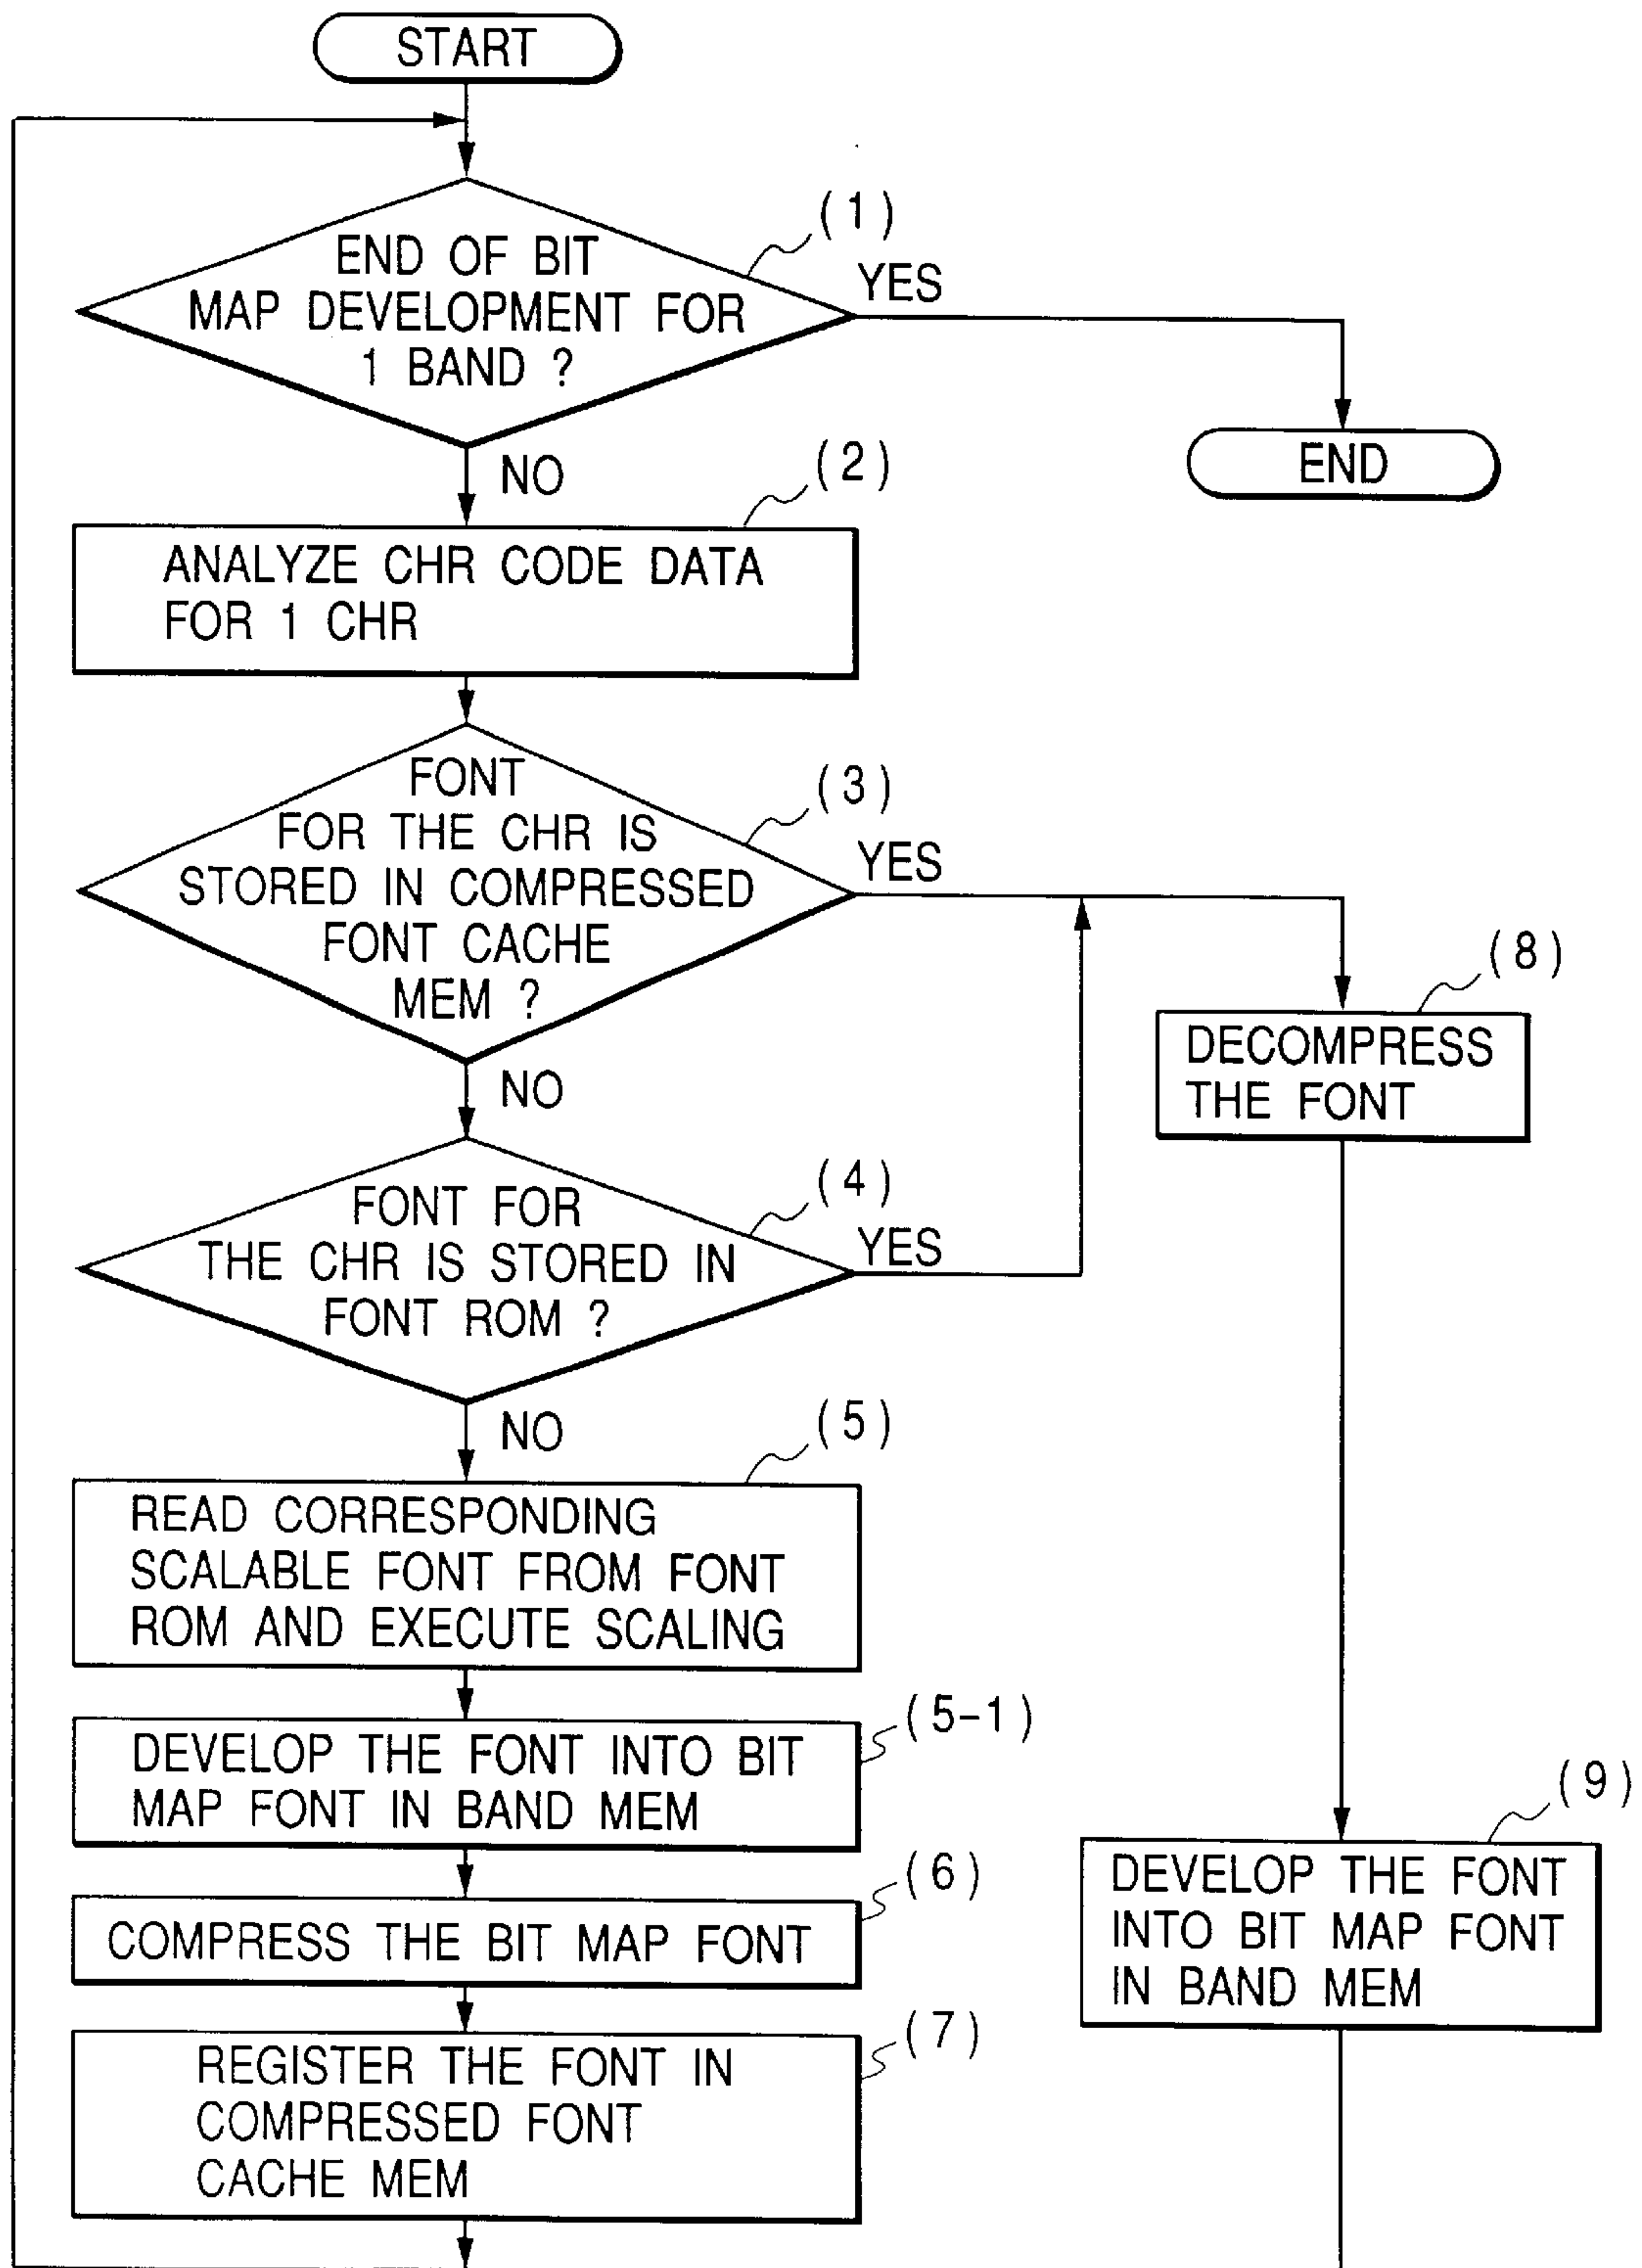 START
(1)
END OF BIT
MAP DEVELOPMENT FOR
1 BAND ?
YES
END
NO
(2)
ANALYZE CHR CODE DATA
FOR 1 CHR
(3)
FONT
FOR THE CHR IS
STORED IN COMPRESSED
FONT CACHE
MEM ?
YES
NO
(8)
DECOMPRESS
THE FONT
(4)
FONT FOR
THE CHR IS STORED IN
FONT ROM ?
YES
NO
(5)
READ CORRESPONDING
SCALABLE FONT FROM FONT
ROM AND EXECUTE SCALING
(5-1)
DEVELOP THE FONT INTO BIT
MAP FONT IN BAND MEM
(9)
DEVELOP THE FONT
INTO BIT MAP FONT
IN BAND MEM
(6)
COMPRESS THE BIT MAP FONT
(7)
REGISTER THE FONT IN
COMPRESSED FONT
CACHE MEM